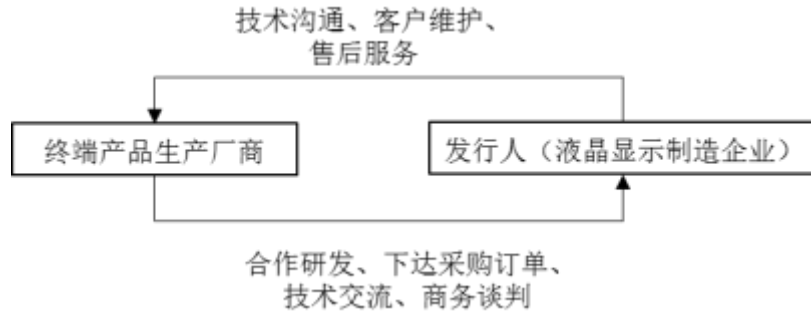 技术沟通、客户维护、
售后服务
终端产品生产厂商
发行人（液晶显示制造企业）
合作研发、下达采购订单、
技术交流、商务谈判